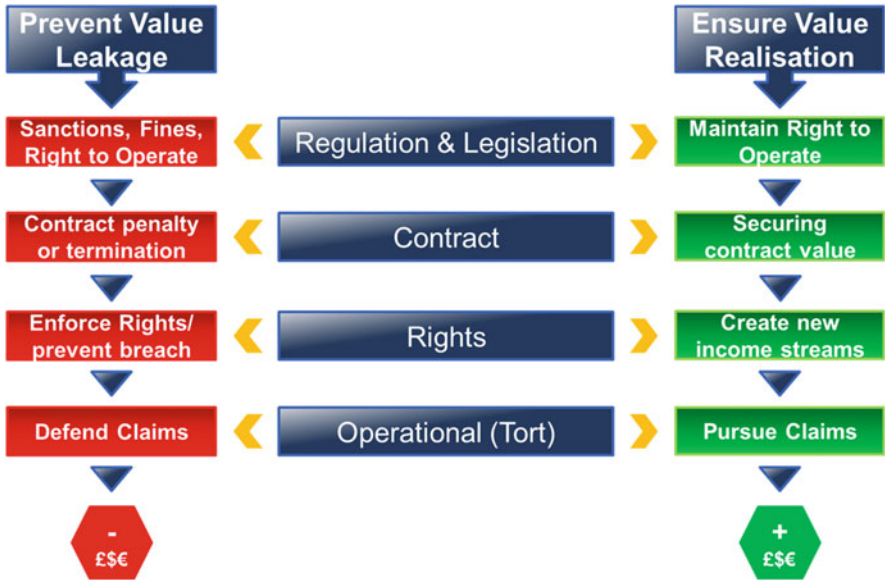 Prevent Value
Leakage
Ensure Value
Realisation
Sanctions, Fines,
Right to Operate
Regulation & Legislation
Maintain Right to
Operate
Contract penalty
or termination
Contract
Securing
contract value
Enforce Rights/
prevent breach
Rights
Create new
income streams
Defend Claims
Operational (Tort)
Pursue Claims
-
£$€
+
£$€